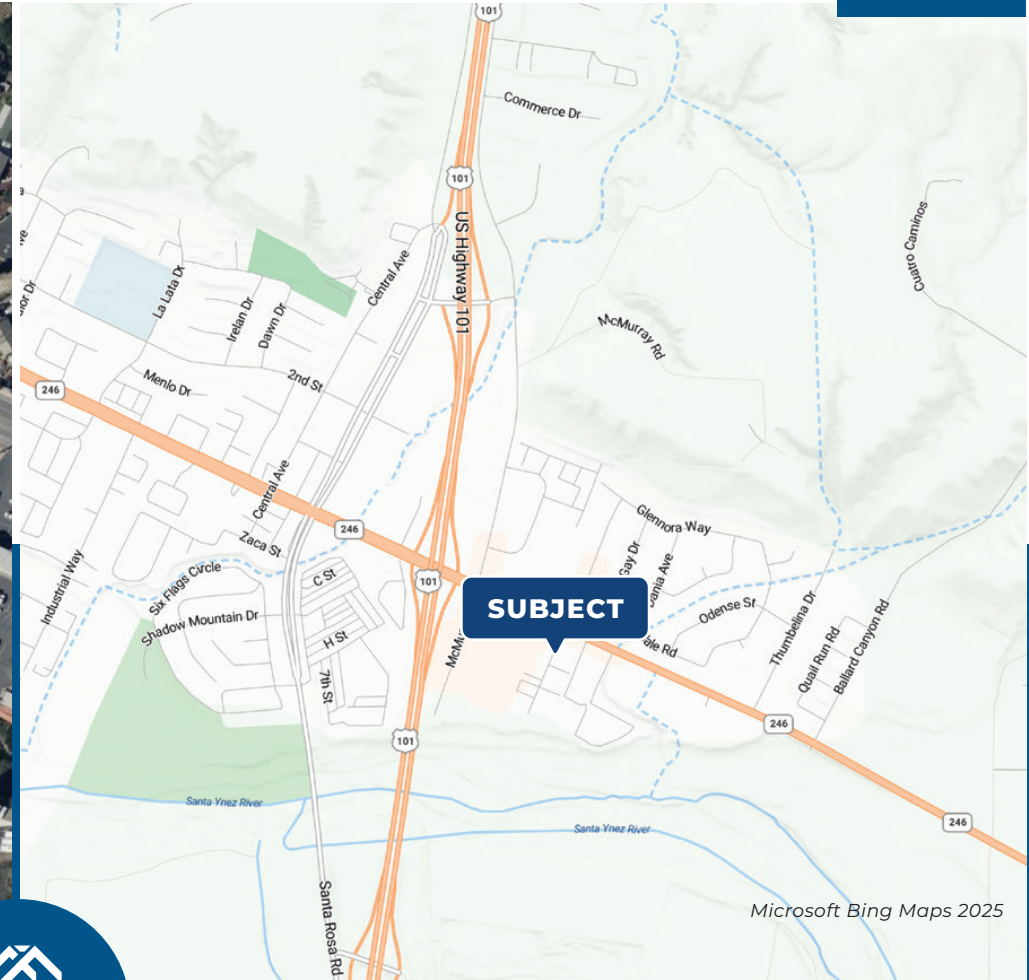 101
Commerce Dr
101
US Highway 101
Cuatro Caminos
Central Ave
La Lata Dr
Irelan Dr
Dawn Dr
McMurray Rd
Menlo Dr
2nd St
246
Central Ave
246
Glennora Way
Zaca St
101
Six Flags Circle
C St
Industrial Way
Shadow Mountain Dr
H St
7th St
SUBJECT
Odense St
Thumbelina Dr
Quail Run Rd
Ballard Canyon Rd
246
101
Santa Ynez River
Santa Ynez River
246
Santa Rosa Rd
Microsoft Bing Maps 2025